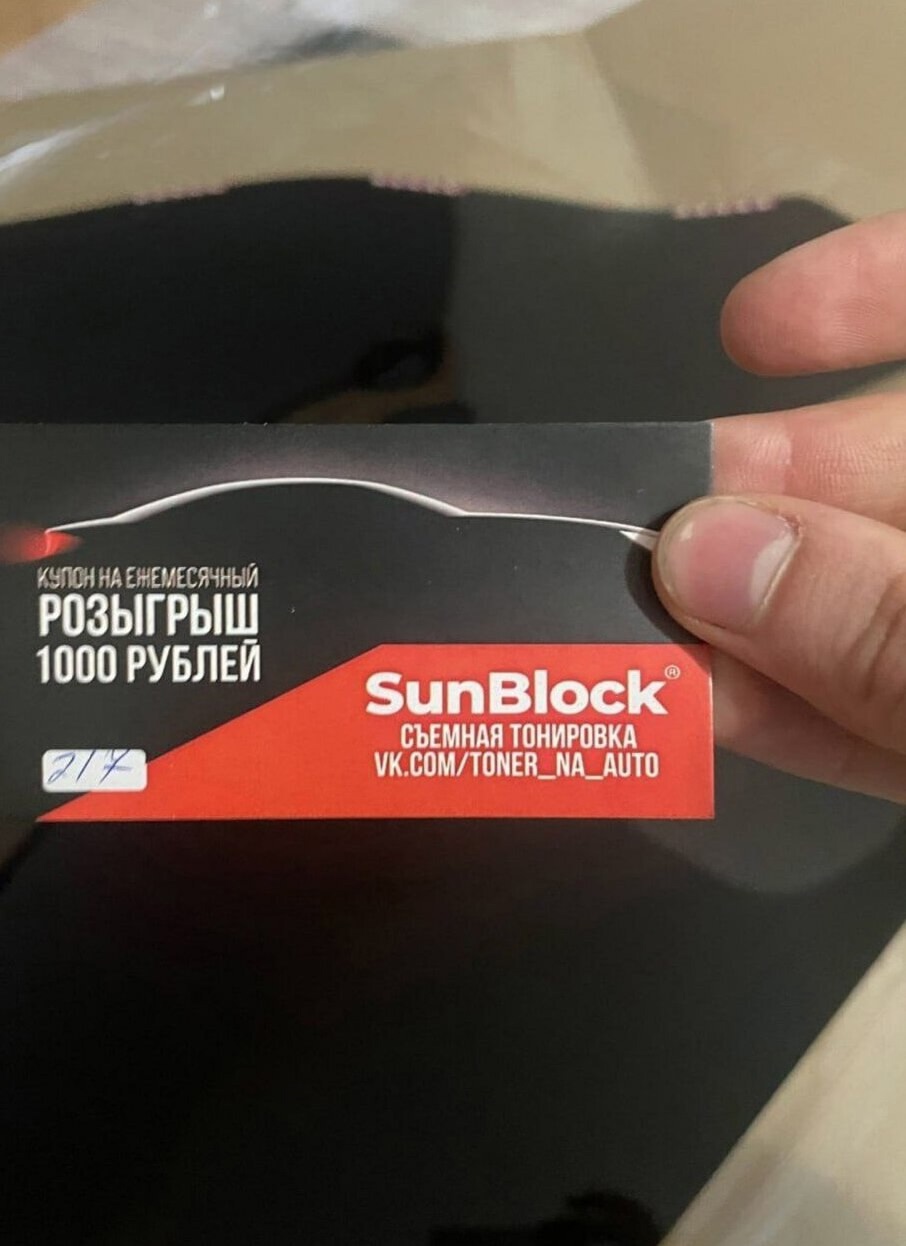 КУПОН НА ЕЖЕМЕСЯЧНЫЙ
РОЗЫГРЫШ
1000 РУБЛЕЙ
217
SunBlock®
СЪЕМНАЯ ТОНИРОВКА
VK.COM/TONER_NA_AUTO